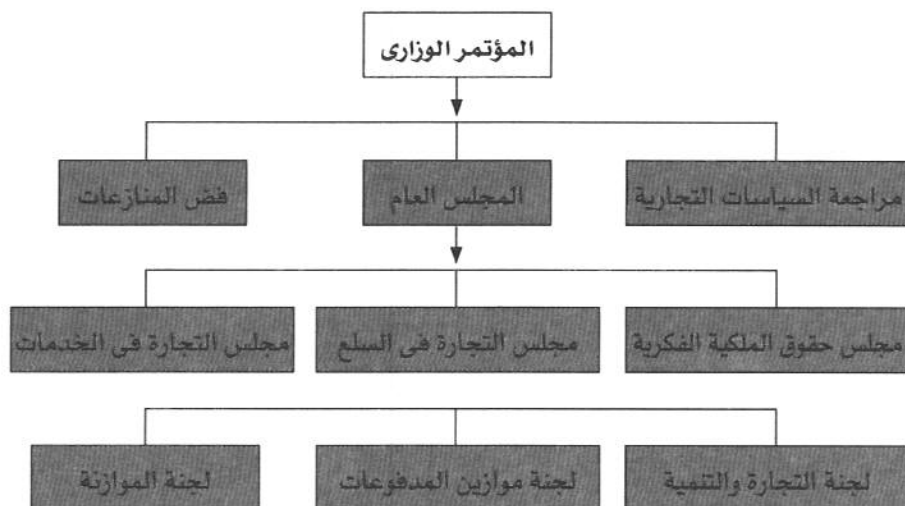 المؤتمر الوزارى
مراجعة السياسات التجارية
المجلس العام
فض المنازعات
مجلس حقوق الملكية الفكرية
مجلس التجارة فى السلع
مجلس التجارة فى الخدمات
لجنة التجارة والتنمية
لجنة موازين المدفوعات
لجنة الموازنة